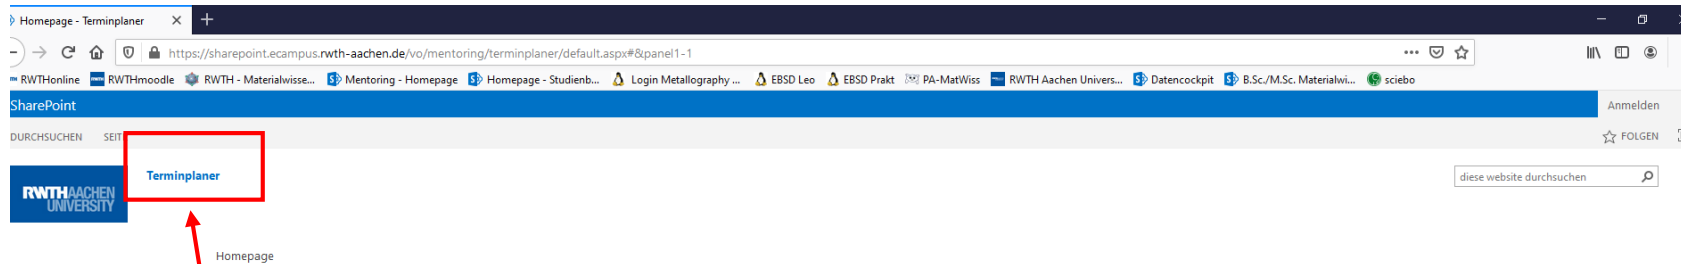 Homepage - Terminplaner
https://sharepoint.ecampus.rwth-aachen.de/vo/mentoring/terminplaner/default.aspx#&panel1-1
RWTHonline RWTHmoodle RWTH - Materialwisse... Mentoring - Homepage Homepage - Studienb... Login Metallography ... EBSD Leo EBSD Prakt PA-MatWiss RWTH Aachen Univers... Datencockpit B.Sc./M.Sc. Materialwi... sciebo
SharePoint Anmelden
DURCHSUCHEN SEIT FOLGEN
Terminplaner diese website durchsuchen
RWTHAACHEN
UNIVERSITY
Homepage